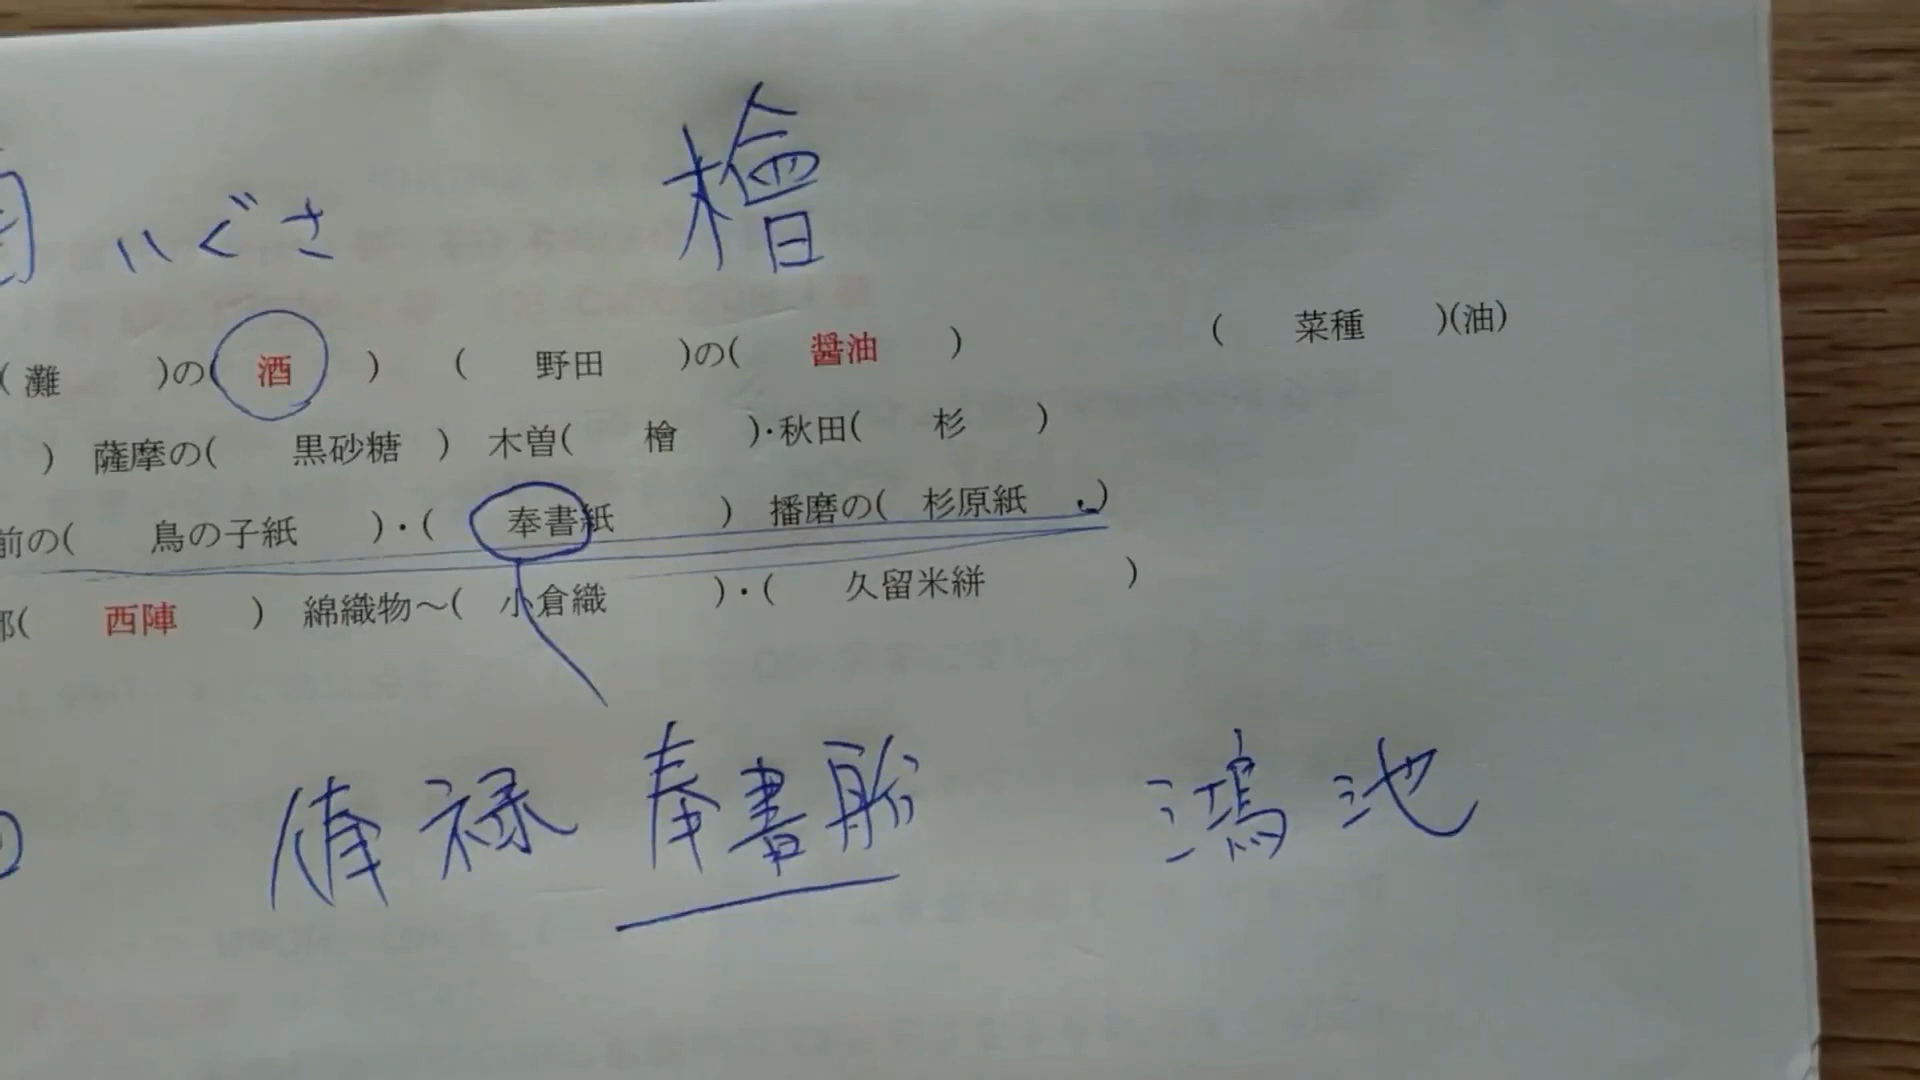 いぐさ 檜
(灘 )の( 酒 ) ( 野田 )の( 醤油 ) ( 菜種 )(油)
) 薩摩の( 黒砂糖 ) 木曽( 檜 )・秋田( 杉 )
前の( 鳥の子紙 )・( 奉書紙 ) 播磨の( 杉原紙 )
( 西陣 ) 綿織物～( 小倉織 )・( 久留米絣 )
俸禄 奉書船 鴻池